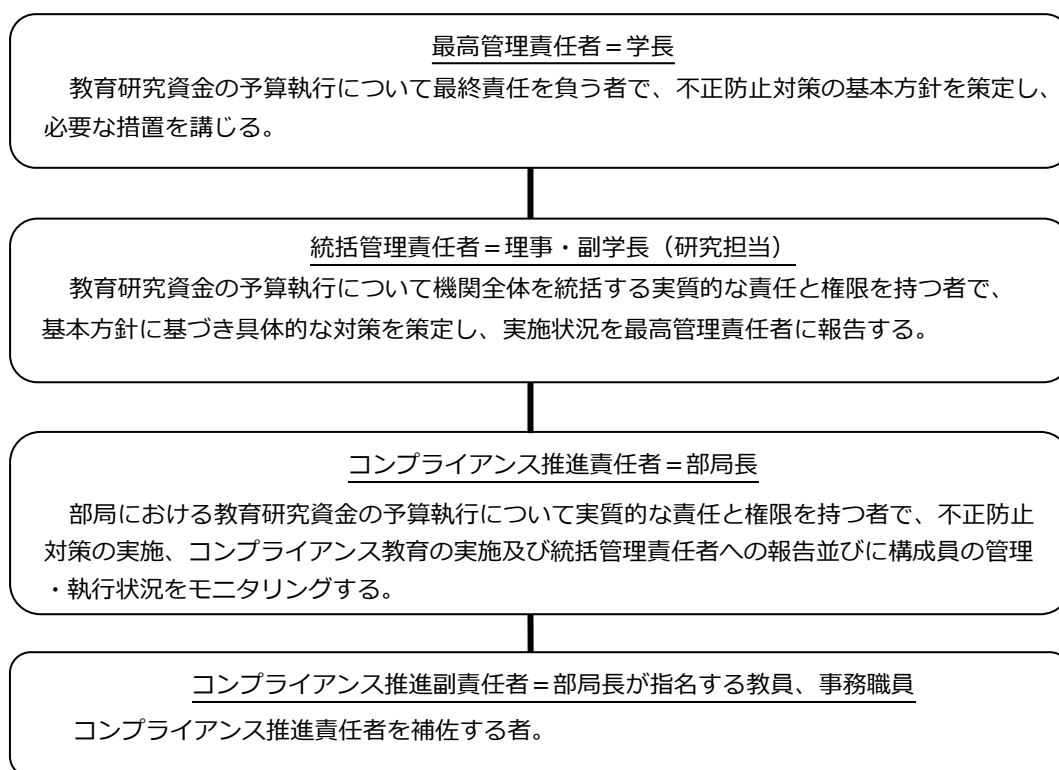 最高管理責任者＝学長
教育研究資金の予算執行について最終責任を負う者で、不正防止対策の基本方針を策定し、
必要な措置を講じる。
統括管理責任者＝理事・副学長（研究担当）
教育研究資金の予算執行について機関全体を統括する実質的な責任と権限を持つ者で、
基本方針に基づき具体的な対策を策定し、実施状況を最高管理責任者に報告する。
コンプライアンス推進責任者＝部局長
部局における教育研究資金の予算執行について実質的な責任と権限を持つ者で、不正防止
対策の実施、コンプライアンス教育の実施及び統括管理責任者への報告並びに構成員の管理
・執行状況をモニタリングする。
コンプライアンス推進副責任者＝部局長が指名する教員、事務職員
コンプライアンス推進責任者を補佐する者。